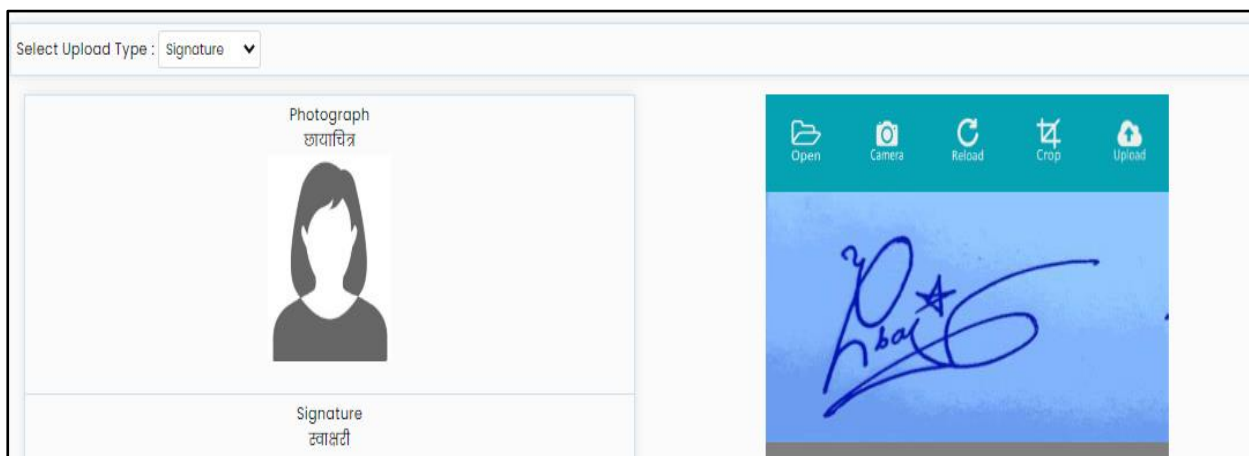 Select Upload Type : Signature
Photograph
छायाचित्र
Open Camera Reload Crop Upload
Signature
स्वाक्षरी